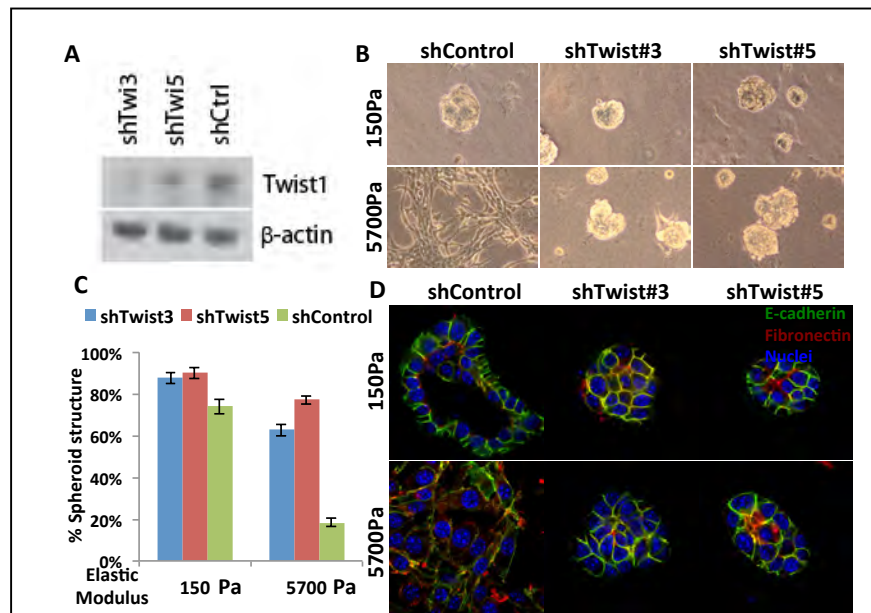 A
shTwi3
shTwi5
shCtrl
Twist1
β-actin
B
shControl
shTwist#3
shTwist#5
150Pa
5700Pa
C
shTwist3
shTwist5
shControl
100%
80%
60%
40%
20%
0%
% Spheroid structure
Elastic
Modulus
150 Pa
5700 Pa
D
shControl
shTwist#3
shTwist#5
E-cadherin
Fibronectin
Nuclei
150Pa
5700Pa